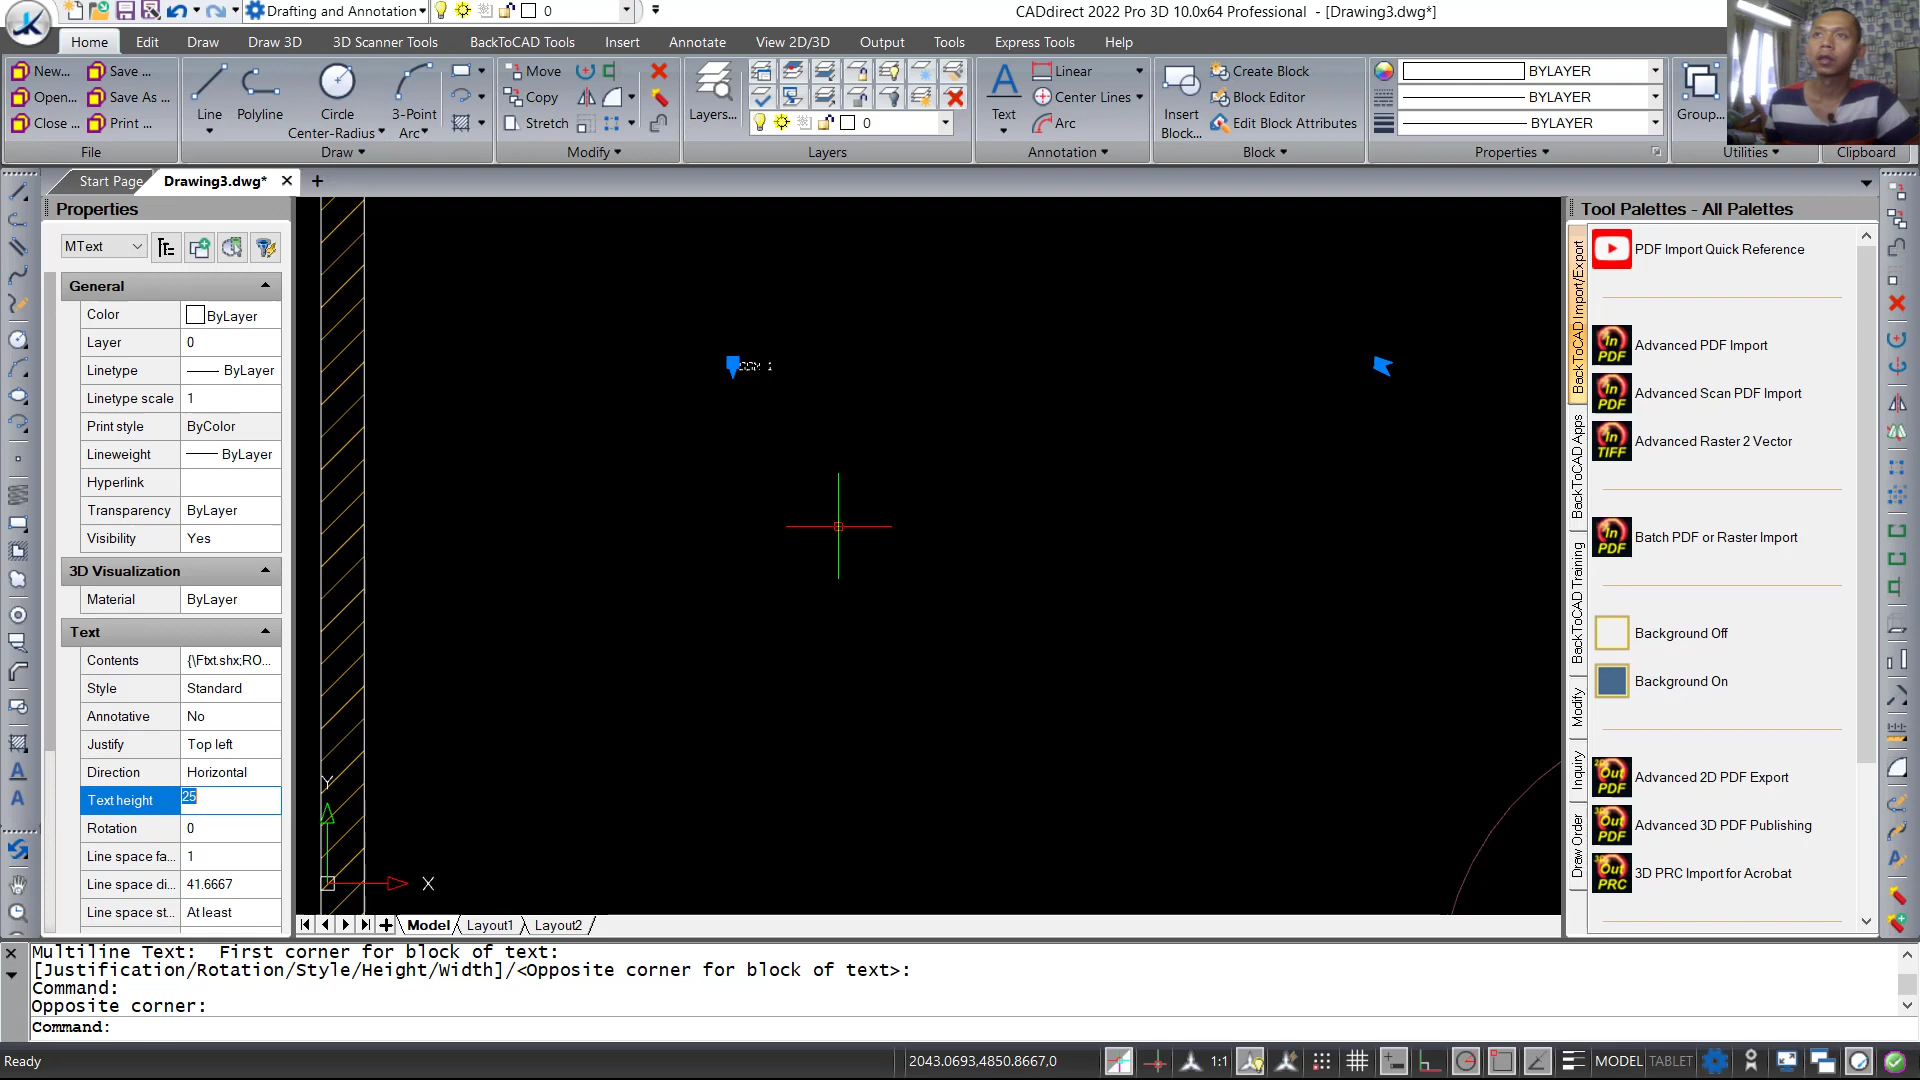 Drafting and Annotation
0
CADdirect 2022 Pro 3D 10.0x64 Professional - [Drawing3.dwg*]
Home Edit Draw Draw 3D 3D Scanner Tools BackToCAD Tools Insert Annotate View 2D/3D Output Tools Express Tools Help
New... Save ...
Open... Save As ...
Close ... Print ...
File
Line Polyline Circle Center-Radius 3-Point Arc
Draw
Move
Copy
Stretch
Modify
Layers...
0
Layers
Text
Linear
Center Lines
Arc
Annotation
Insert Block...
Create Block
Block Editor
Edit Block Attributes
Block
BYLAYER
BYLAYER
BYLAYER
Properties
Group...
Utilities
Clipboard
Start Page Drawing3.dwg*
Properties
MText
General
Color ByLayer
Layer 0
Linetype ByLayer
Linetype scale 1
Print style ByColor
Lineweight ByLayer
Hyperlink
Transparency ByLayer
Visibility Yes
3D Visualization
Material ByLayer
Text
Contents {\Ftxt.shx;RO...
Style Standard
Annotative No
Justify Top left
Direction Horizontal
Text height 25
Rotation 0
Line space fa... 1
Line space di... 41.6667
Line space st... At least
Y
X
Model Layout1 Layout2
Tool Palettes - All Palettes
BackToCAD Import/Export
BackToCAD Apps
BackToCAD Training
Modify
Inquiry
Draw Order
PDF Import Quick Reference
Advanced PDF Import
Advanced Scan PDF Import
Advanced Raster 2 Vector
Batch PDF or Raster Import
Background Off
Background On
Advanced 2D PDF Export
Advanced 3D PDF Publishing
3D PRC Import for Acrobat
Multiline Text:  First corner for block of text:
[Justification/Rotation/Style/Height/Width]/<Opposite corner for block of text>:
Command:
Opposite corner:
Command:
Ready
2043.0693,4850.8667,0
1:1
MODEL TABLET